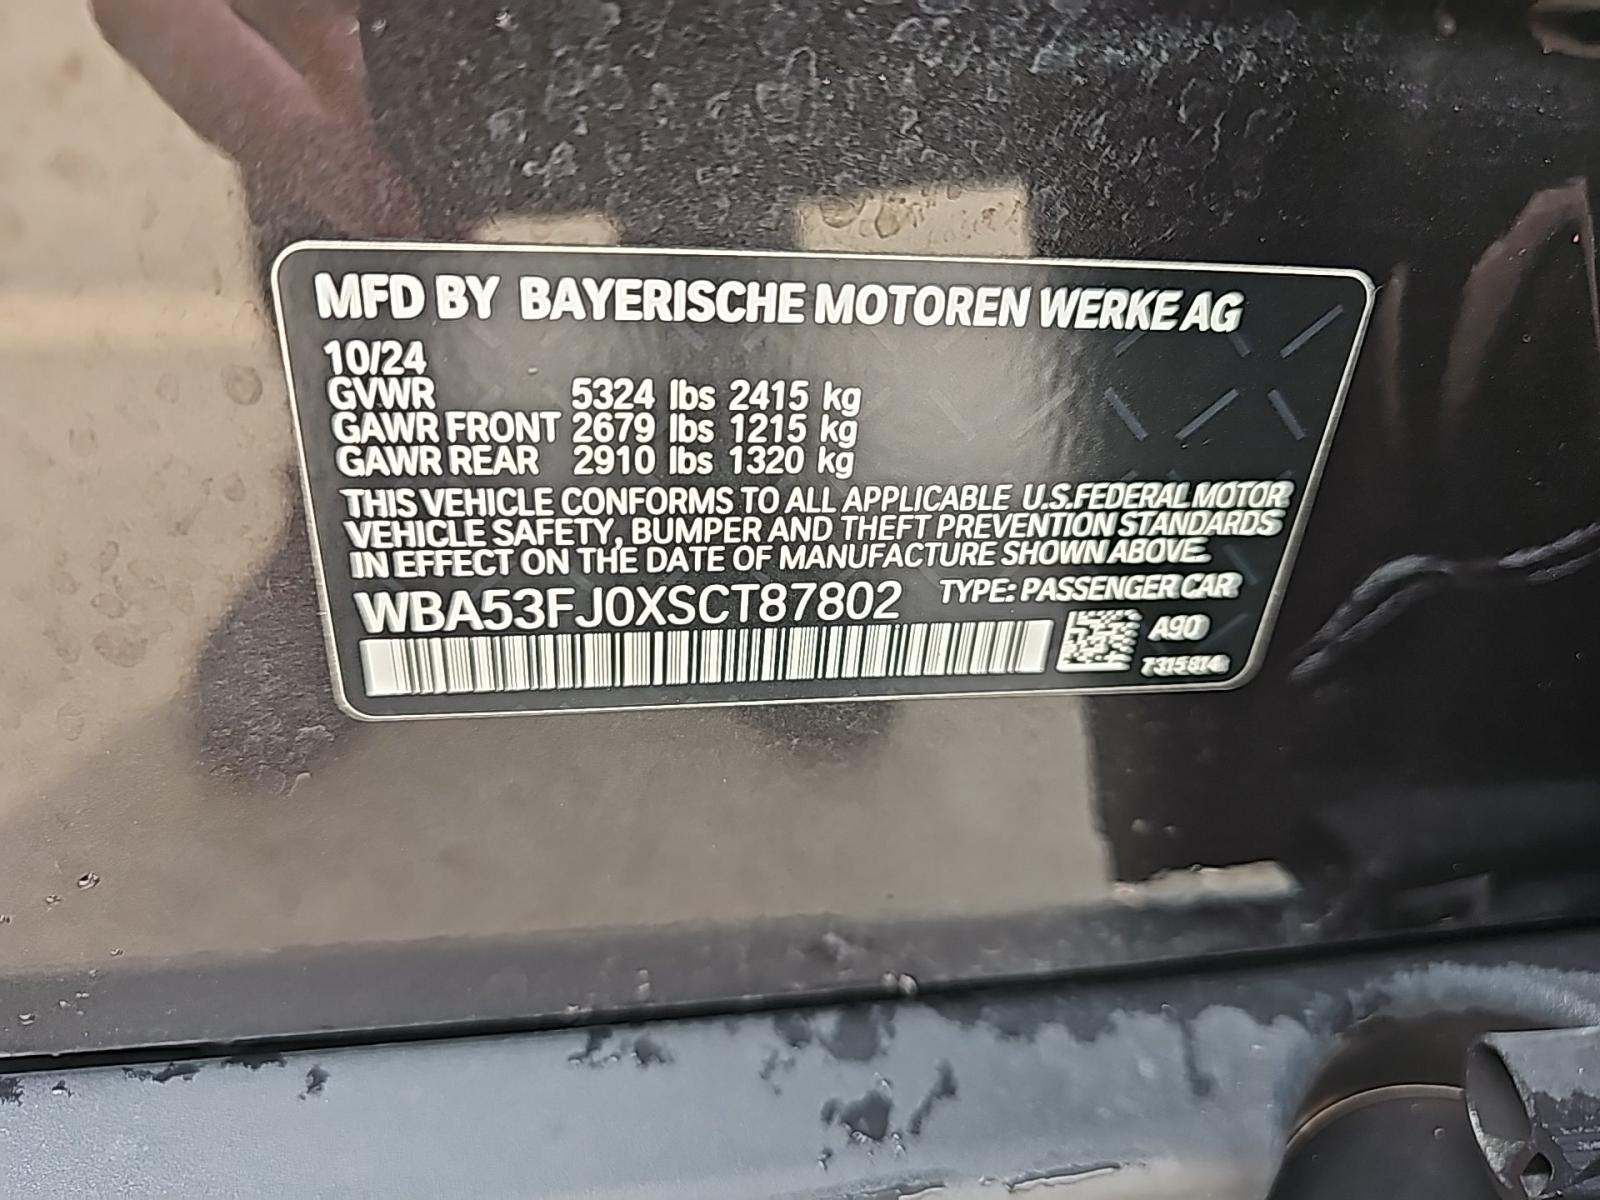 MFD BY BAYERISCHE MOTOREN WERKE AG
10/24
GVWR 5324 lbs 2415 kg
GAWR FRONT 2679 lbs 1215 kg
GAWR REAR 2910 lbs 1320 kg
THIS VEHICLE CONFORMS TO ALL APPLICABLE U.S.FEDERAL MOTOR
VEHICLE SAFETY, BUMPER AND THEFT PREVENTION STANDARDS
IN EFFECT ON THE DATE OF MANUFACTURE SHOWN ABOVE.
WBA53FJ0XSCT87802 TYPE: PASSENGER CAR
A90
7315814